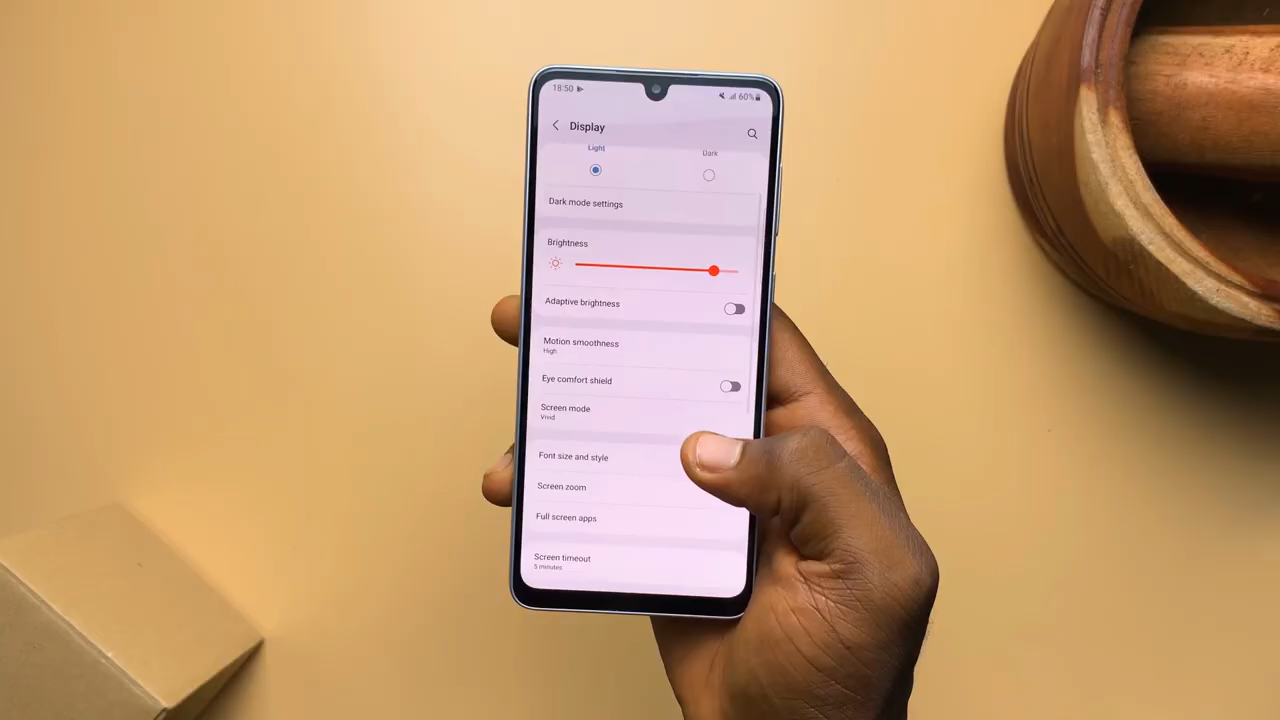 18:50
60%
Display
Light
Dark
Dark mode settings
Brightness
Adaptive brightness
Motion smoothness
High
Eye comfort shield
Screen mode
Vivid
Font size and style
Screen zoom
Full screen apps
Screen timeout
5 minutes